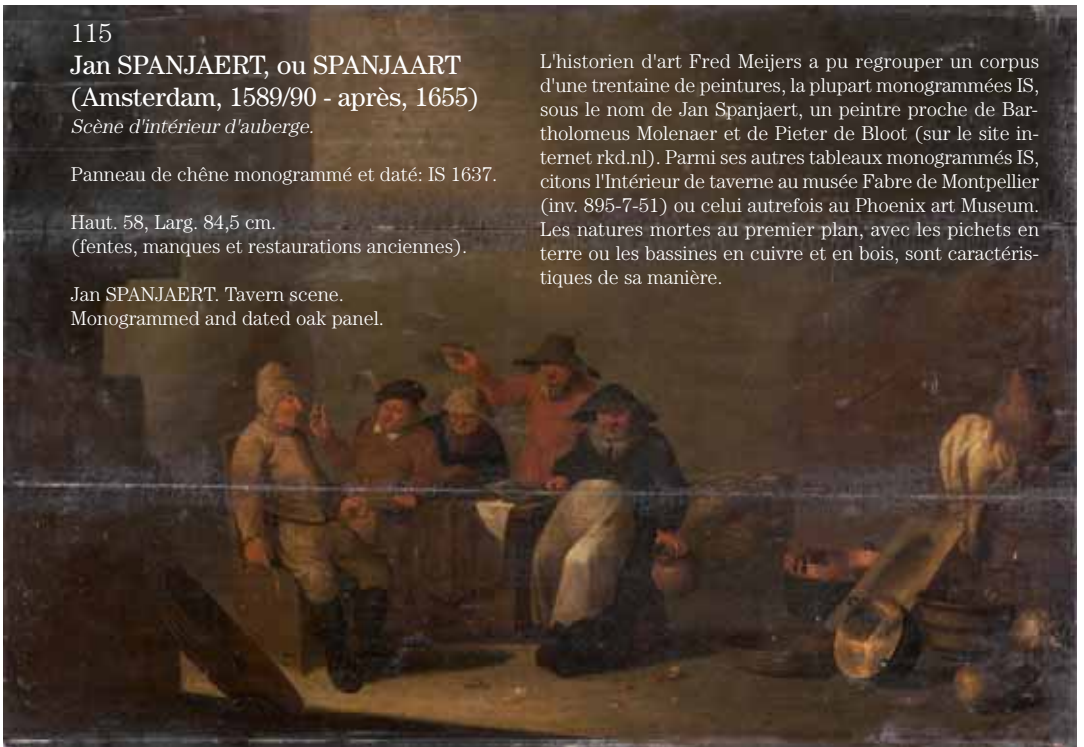 115
Jan SPANJAERT, ou SPANJAART
(Amsterdam, 1589/90 - après, 1655)
Scène d'intérieur d'auberge.
Panneau de chêne monogrammé et daté: IS 1637.
Haut. 58, Larg. 84,5 cm.
(fentes, manques et restaurations anciennes).
Jan SPANJAERT. Tavern scene.
Monogrammed and dated oak panel.
L'historien d'art Fred Meijers a pu regrouper un corpus
d'une trentaine de peintures, la plupart monogrammées IS,
sous le nom de Jan Spanjaert, un peintre proche de Bar-
tholomeus Molenaer et de Pieter de Bloot (sur le site in-
ternet rkd.nl). Parmi ses autres tableaux monogrammés IS,
citons l'Intérieur de taverne au musée Fabre de Montpellier
(inv. 895-7-51) ou celui autrefois au Phoenix art Museum.
Les natures mortes au premier plan, avec les pichets en
terre ou les bassines en cuivre et en bois, sont caractéris-
tiques de sa manière.